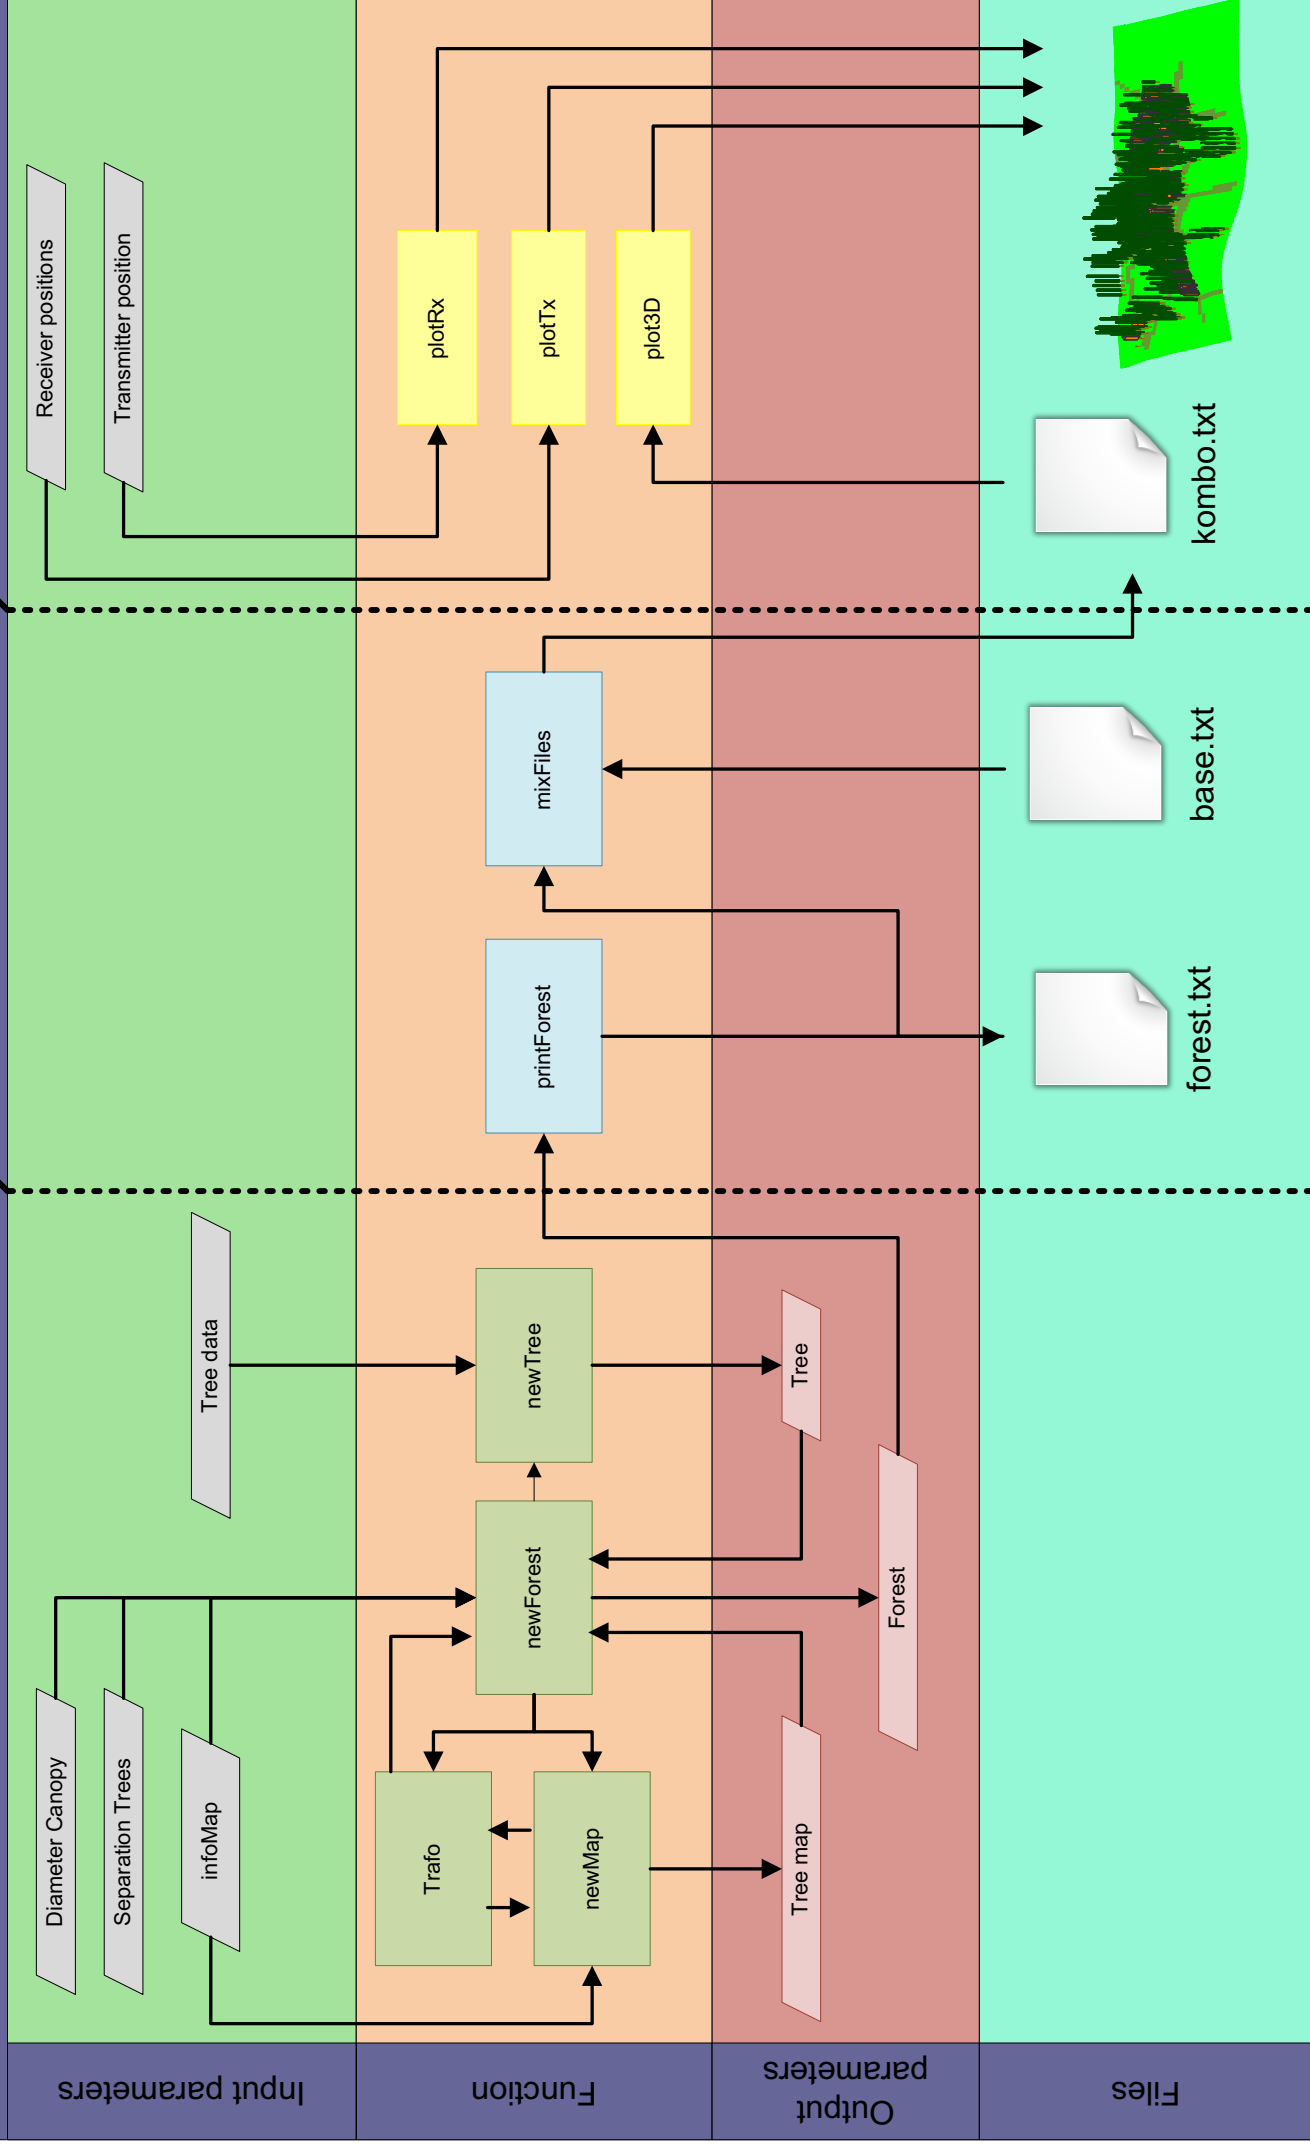 Input parameters
Diameter Canopy
Separation Trees
infoMap
Tree data
Receiver positions
Transmitter position
Function
Trafo
newMap
newForest
newTree
printForest
mixFiles
plotRx
plotTx
plot3D
Output
parameters
Tree map
Forest
Tree
Files
forest.txt
base.txt
kombo.txt